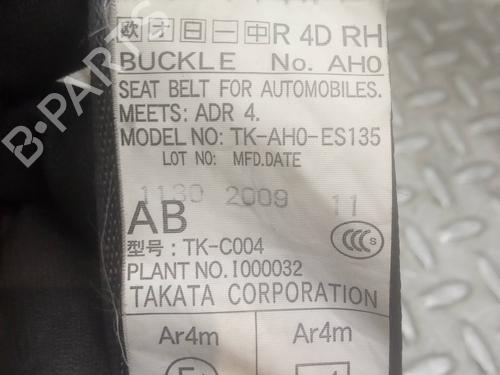 欧 才 日 一 中 R 4D RH
BUCKLE No. AH0
SEAT BELT FOR AUTOMOBILES.
MEETS: ADR 4.
MODEL NO: TK-AH0-ES135
LOT NO: MFD.DATE
1130 2009 11
AB
CCC S
型号: TK-C004
PLANT NO. I000032
TAKATA CORPORATION
Ar4m Ar4m
E
B-PARTS